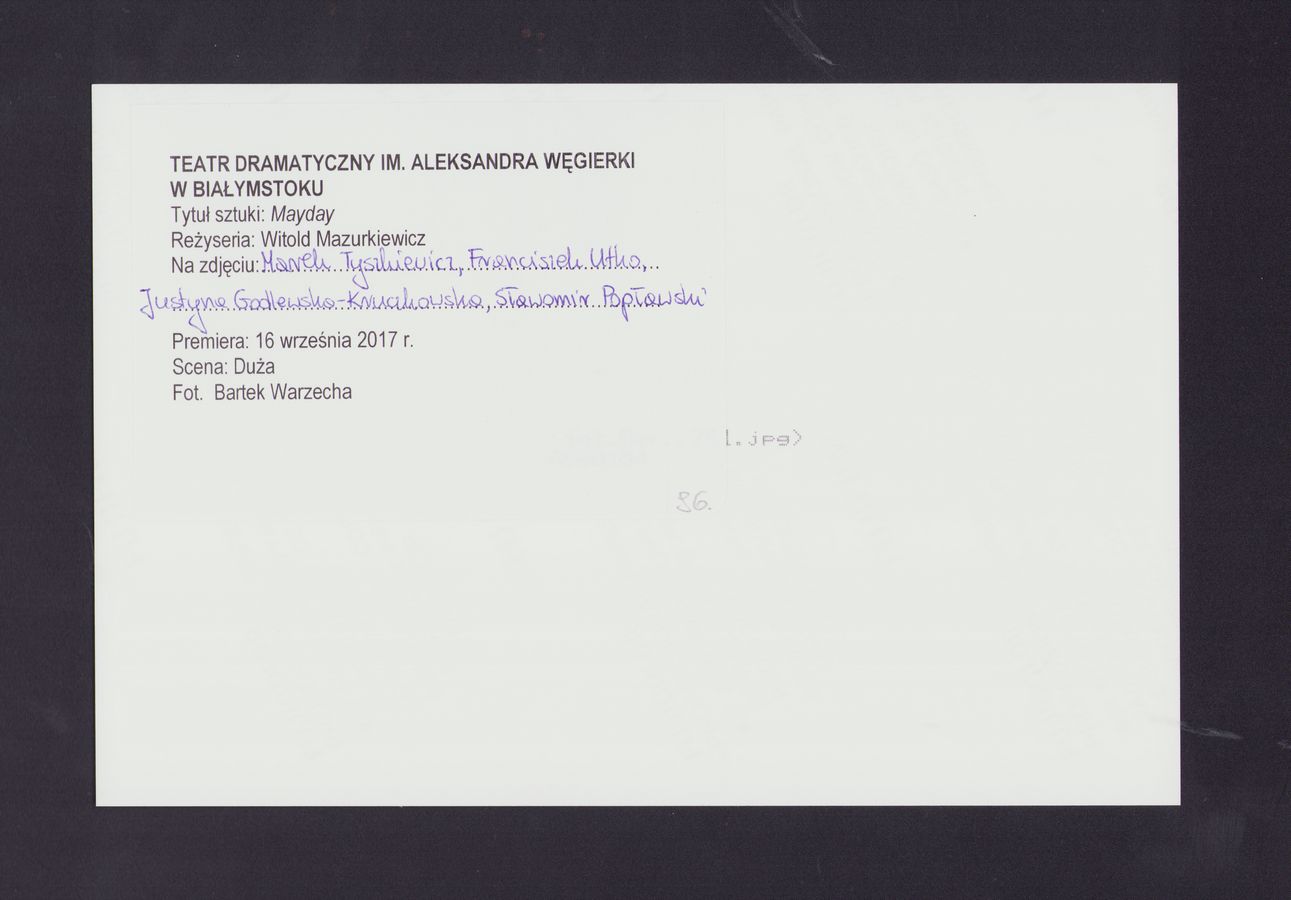 TEATR DRAMATYCZNY IM. ALEKSANDRA WĘGIERKI
W BIAŁYMSTOKU
Tytuł sztuki: Mayday
Reżyseria: Witold Mazurkiewicz
Na zdjęciu: Marek Tyszkiewicz, Franciszek Utko,
Justyna Godlewska-Kruczkowska, Sławomir Popławski
Premiera: 16 września 2017 r.
Scena: Duża
Fot. Bartek Warzecha
1.jpg)
96.